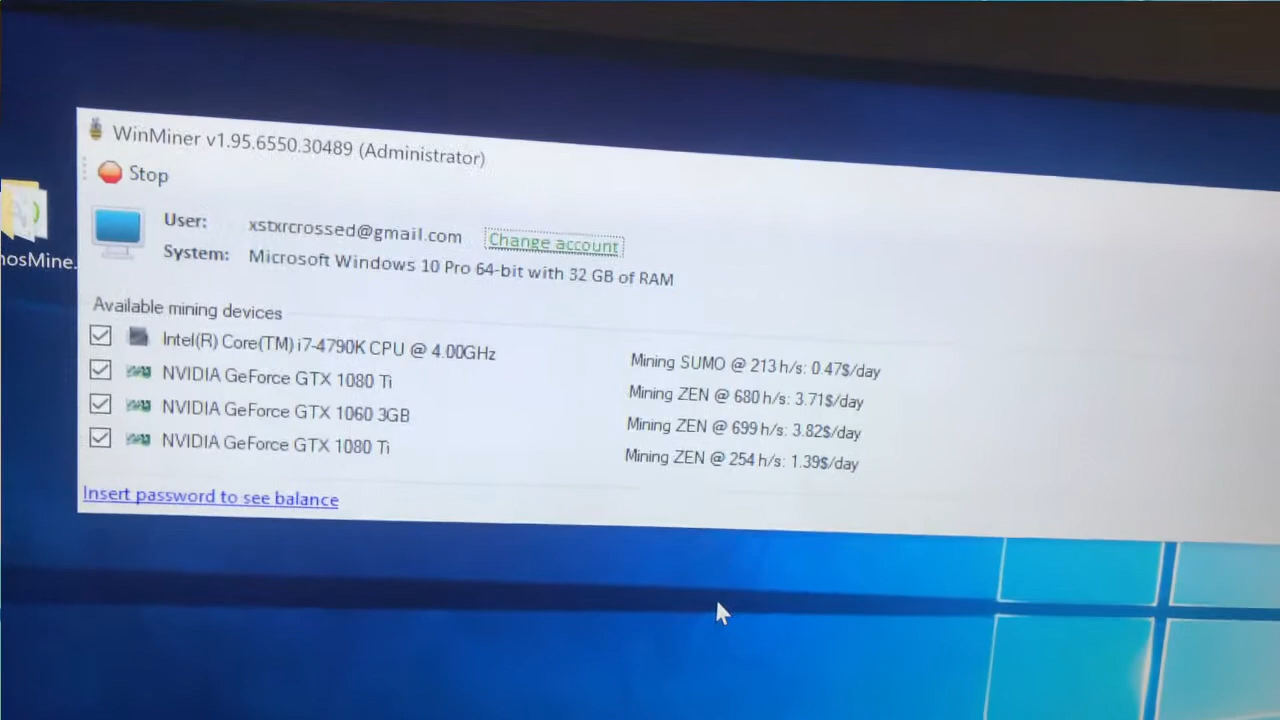 WinMiner v1.95.6550.30489 (Administrator)
Stop
User: xstxrcrossed@gmail.com Change account
System: Microsoft Windows 10 Pro 64-bit with 32 GB of RAM
Available mining devices
Intel(R) Core(TM) i7-4790K CPU @ 4.00GHz Mining SUMO @ 213 h/s: 0.47$/day
NVIDIA GeForce GTX 1080 Ti Mining ZEN @ 680 h/s: 3.71$/day
NVIDIA GeForce GTX 1060 3GB Mining ZEN @ 699 h/s: 3.82$/day
NVIDIA GeForce GTX 1080 Ti Mining ZEN @ 254 h/s: 1.39$/day
Insert password to see balance